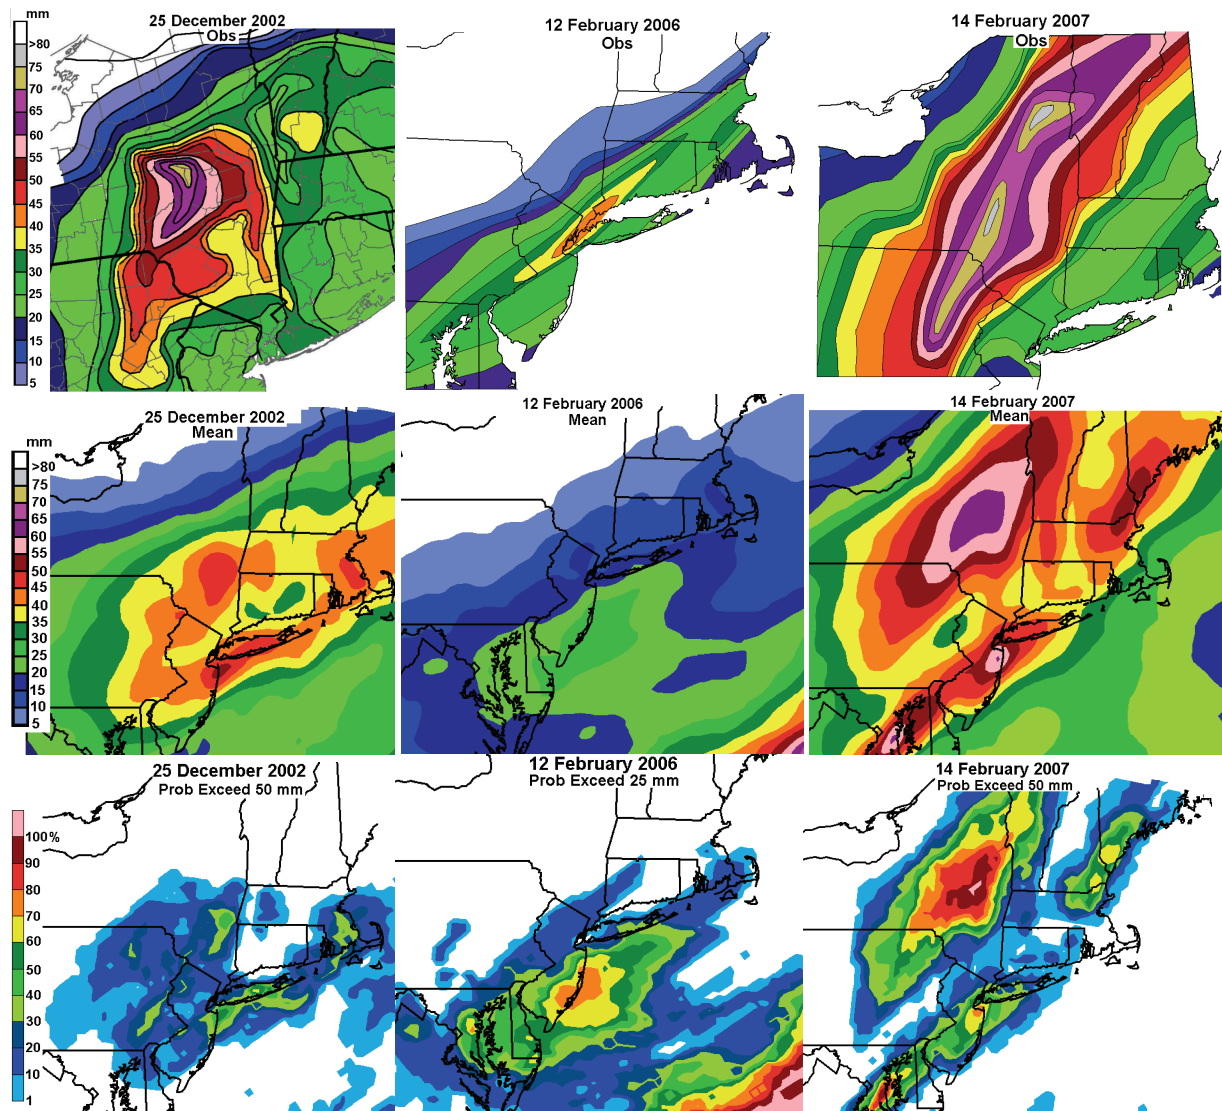 mm
>80
75
70
65
60
55
50
45
40
35
30
25
20
15
10
5
25 December 2002
Obs
12 February 2006
Obs
14 February 2007
Obs
mm
>80
75
70
65
60
55
50
45
40
35
30
25
20
15
10
5
25 December 2002
Mean
12 February 2006
Mean
14 February 2007
Mean
100%
90
80
70
60
50
40
30
20
10
1
25 December 2002
Prob Exceed 50 mm
12 February 2006
Prob Exceed 25 mm
14 February 2007
Prob Exceed 50 mm